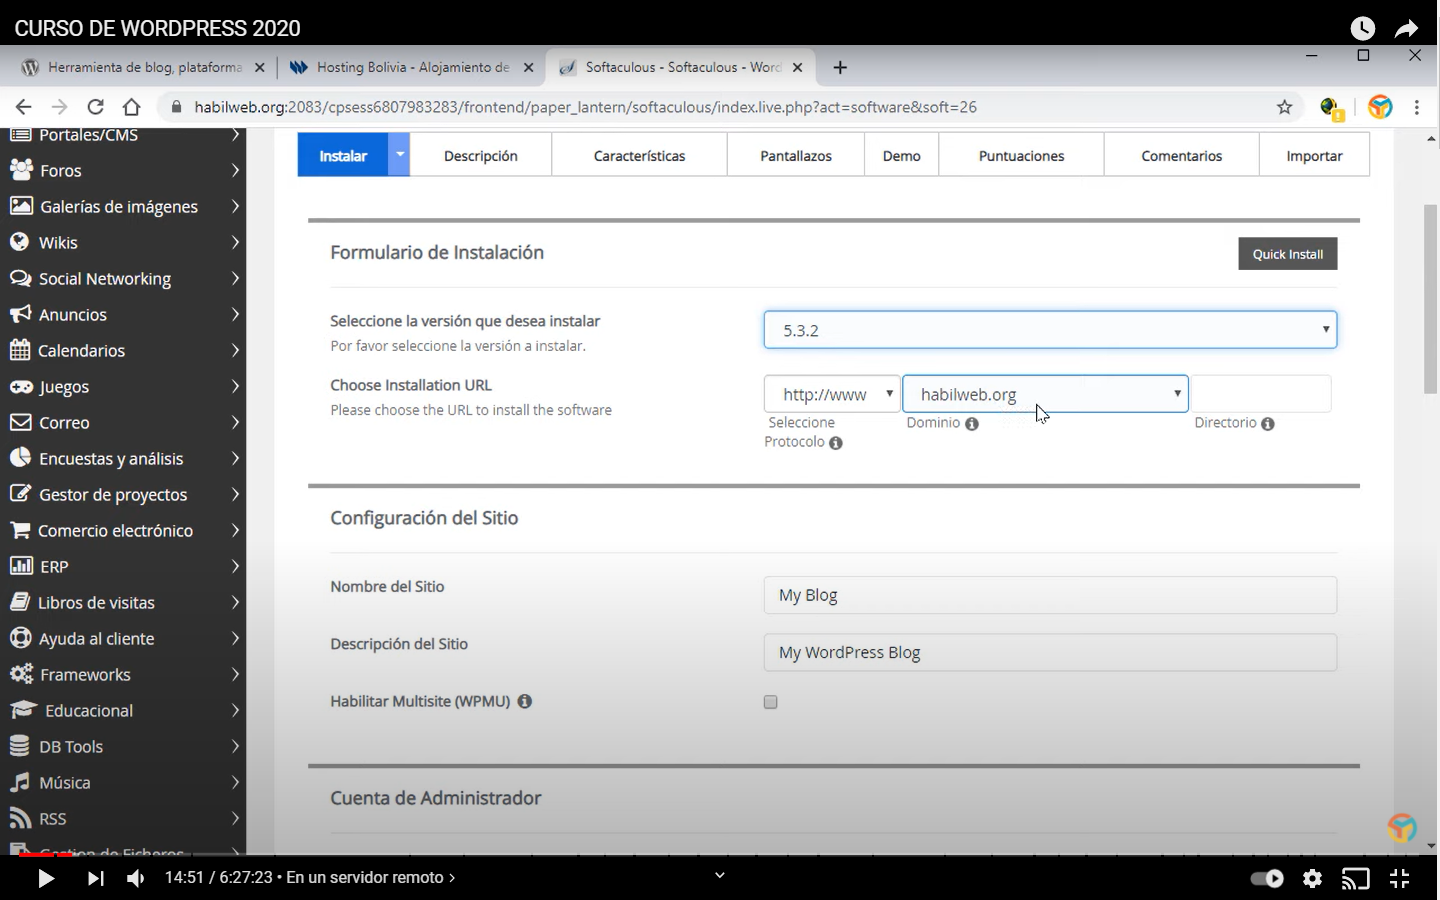 CURSO DE WORDPRESS 2020
Herramienta de blog, plataforma
Hosting Bolivia - Alojamiento de
Softaculous - Softaculous - Word
habilweb.org:2083/cpsess6807983283/frontend/paper_lantern/softaculous/index.live.php?act=software&soft=26
Portales/CMS
Foros
Galerías de imágenes
Wikis
Social Networking
Anuncios
Calendarios
Juegos
Correo
Encuestas y análisis
Gestor de proyectos
Comercio electrónico
ERP
Libros de visitas
Ayuda al cliente
Frameworks
Educacional
DB Tools
Música
RSS
Gestion de Ficheros
Instalar
Descripción
Características
Pantallazos
Demo
Puntuaciones
Comentarios
Importar
Formulario de Instalación
Quick Install
Seleccione la versión que desea instalar
Por favor seleccione la versión a instalar.
5.3.2
Choose Installation URL
Please choose the URL to install the software
http://www
habilweb.org
Seleccione
Protocolo
Dominio
Directorio
Configuración del Sitio
Nombre del Sitio
My Blog
Descripción del Sitio
My WordPress Blog
Habilitar Multisite (WPMU)
Cuenta de Administrador
14:51 / 6:27:23 • En un servidor remoto